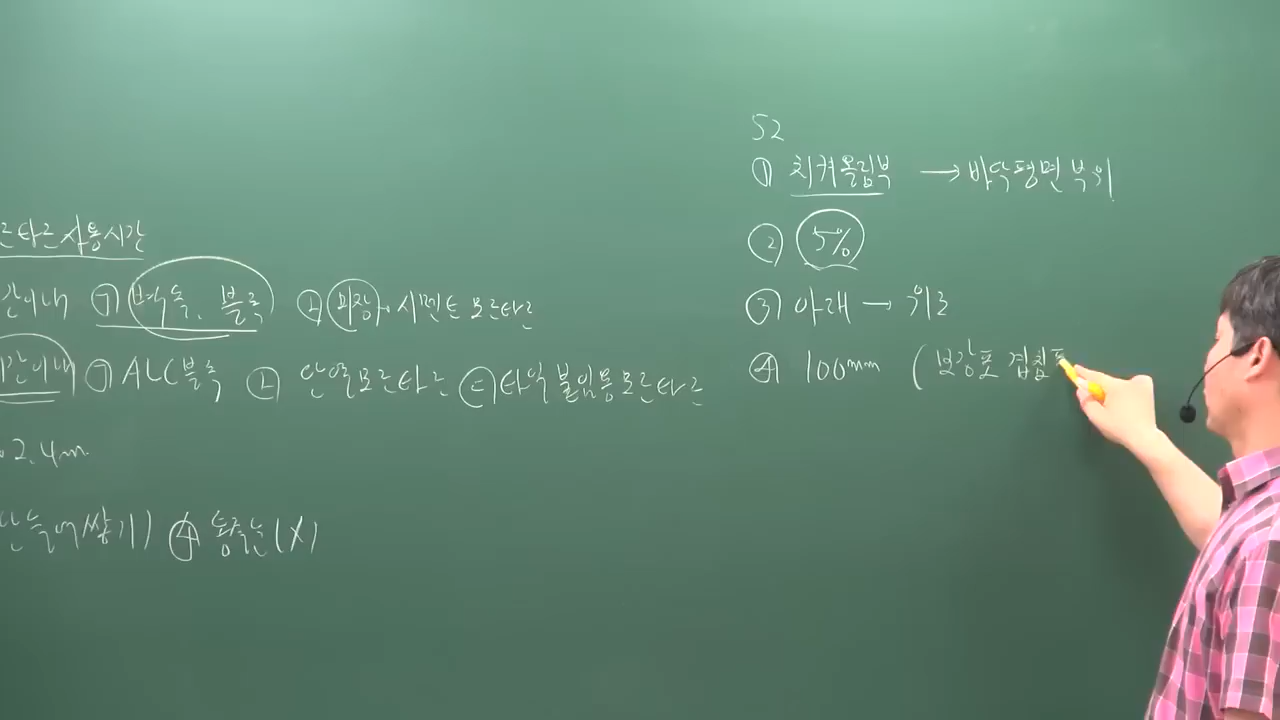 르타르 사용시간
간이내 ㉠ 벽돌, 블록 ㉡ 미장, 시멘트 모르타르
시간이내 ㉠ ALC블록 ㉡ 단열모르타르 ㉢ 타일 붙임용 모르타르
2.4m
층단 ④ 통줄눈(X)
52
① 치켜올림부 → 바닥평면 부위
② 5%
③ 아래 → 위로
④ 100mm (보강포 겹침폭